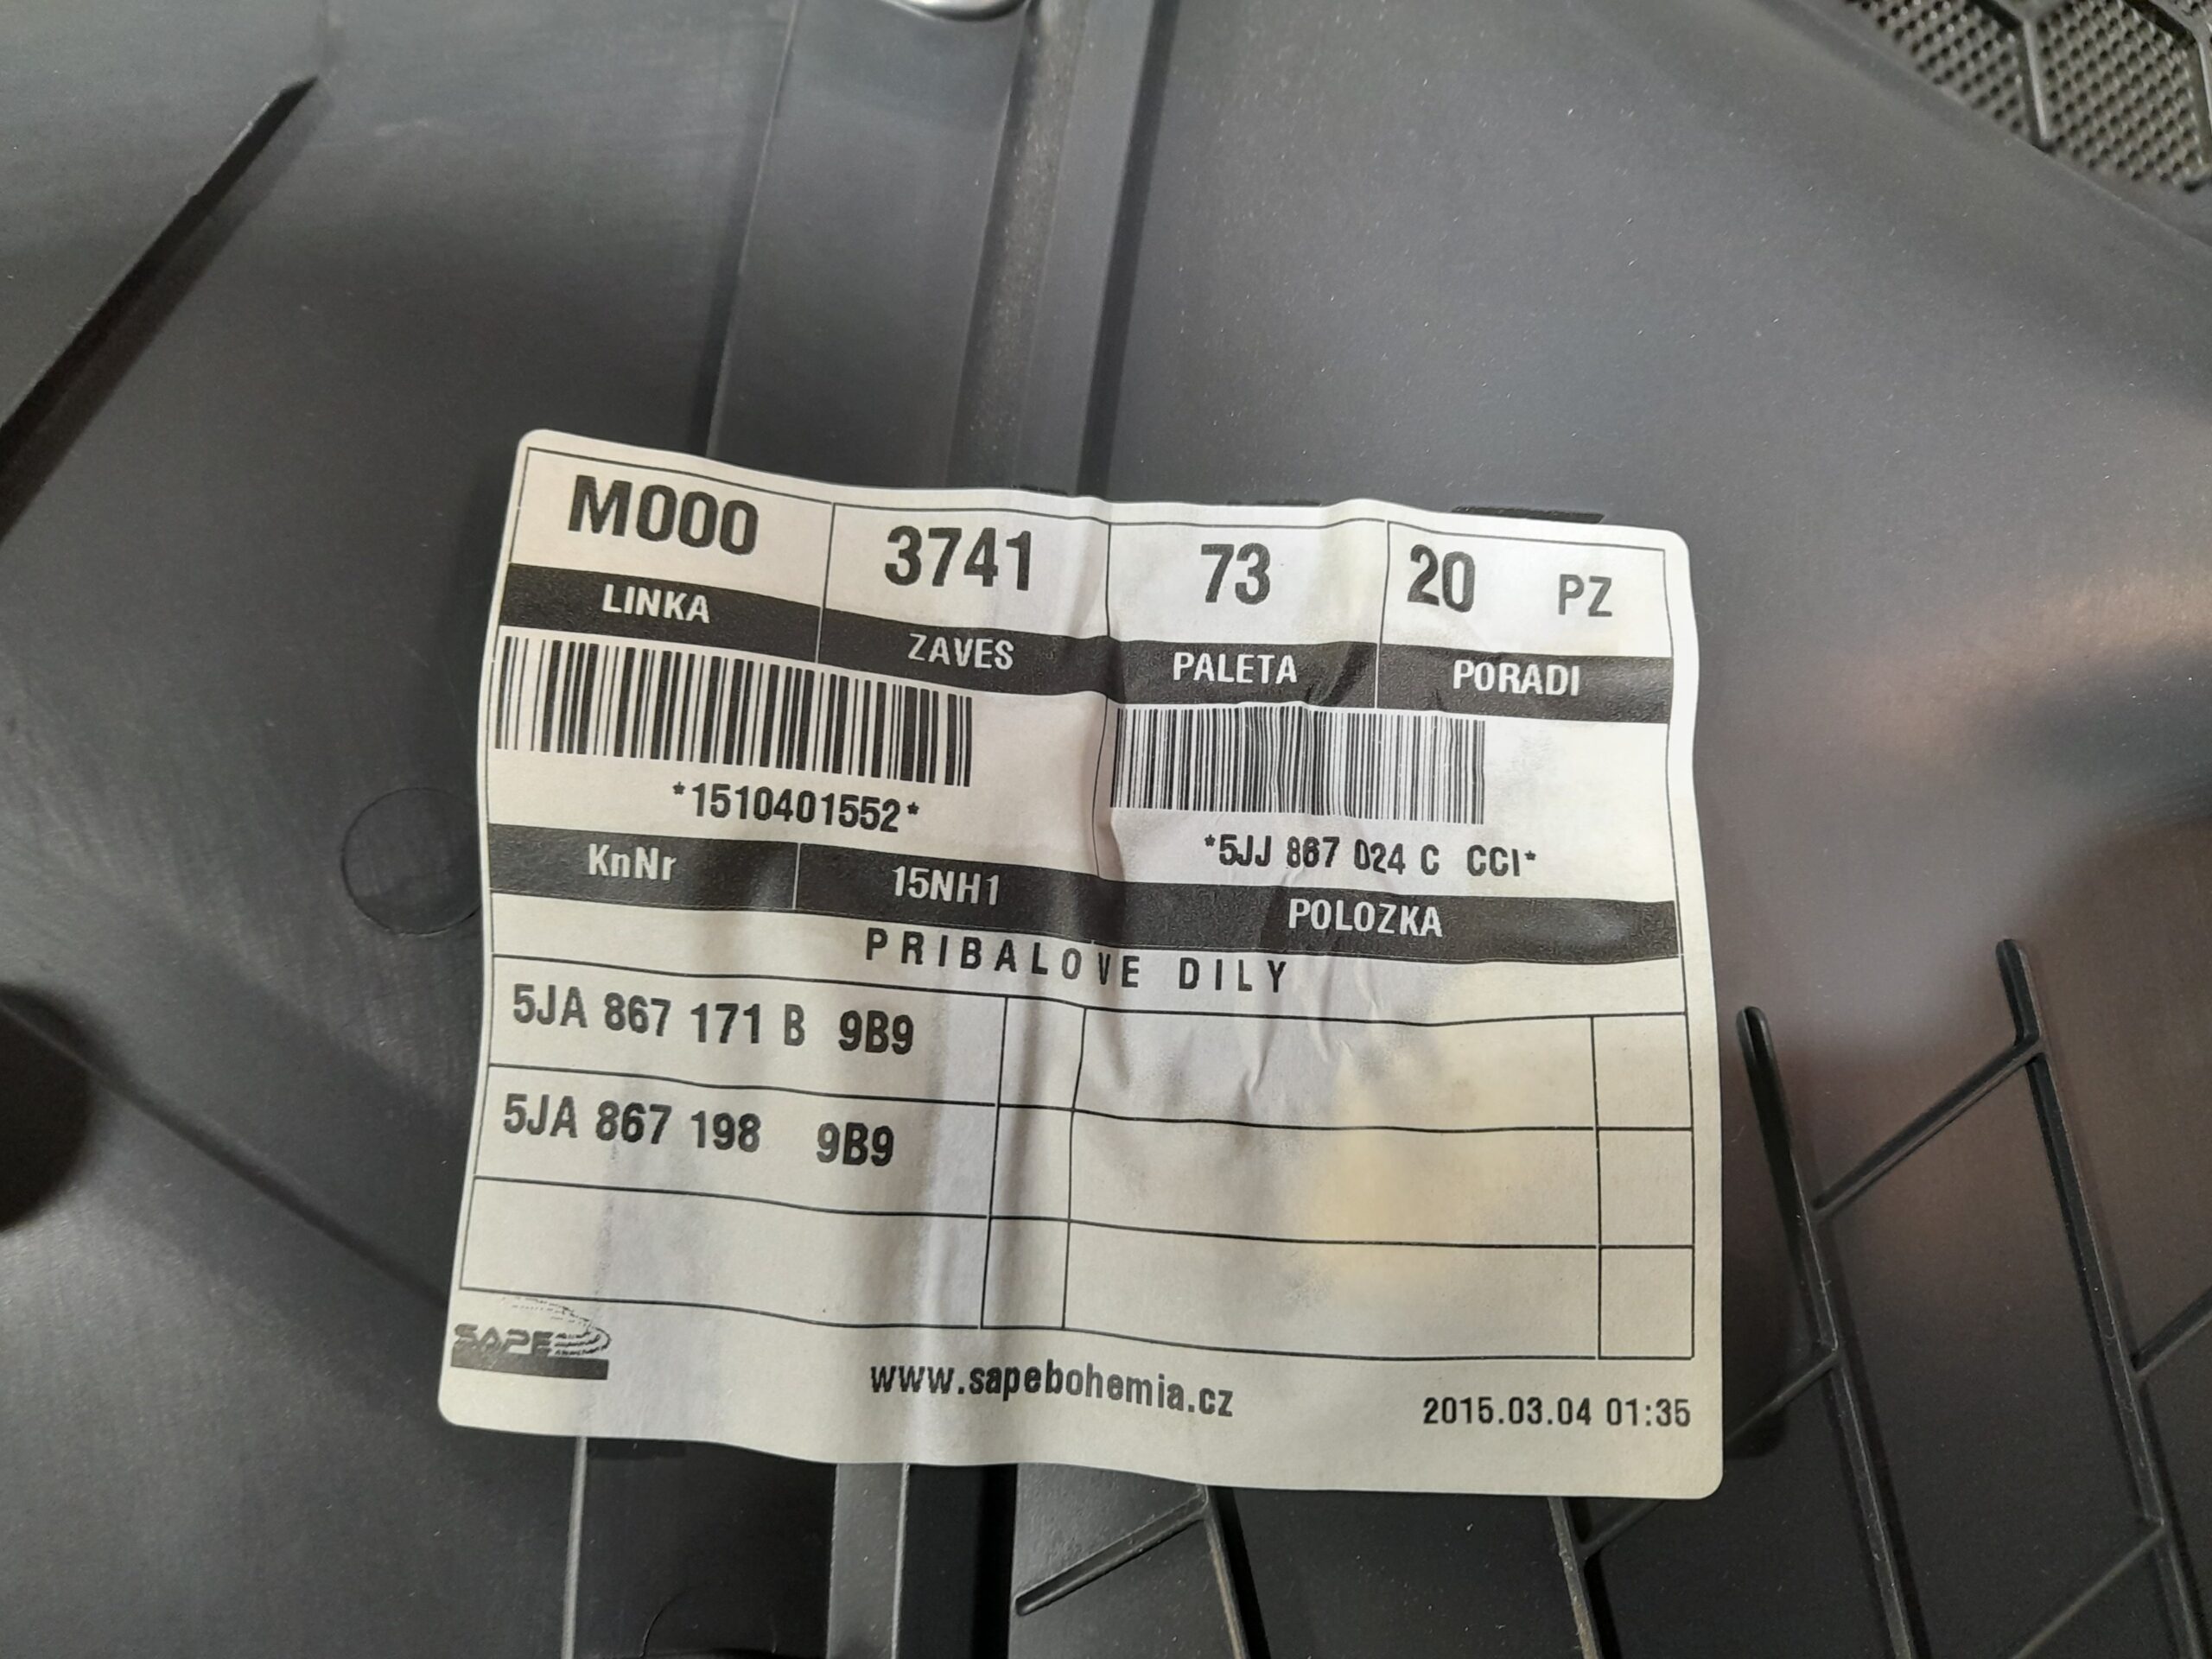 M000 3741 73 20 PZ
LINKA ZAVES PALETA PORADI
*1510401552* *5JJ 867 024 C CCI*
KnNr 15NH1 POLOZKA
PRIBALOVE DILY
5JA 867 171 B 9B9
5JA 867 198 9B9
SAPE
www.sapebohemia.cz 2015.03.04 01:35